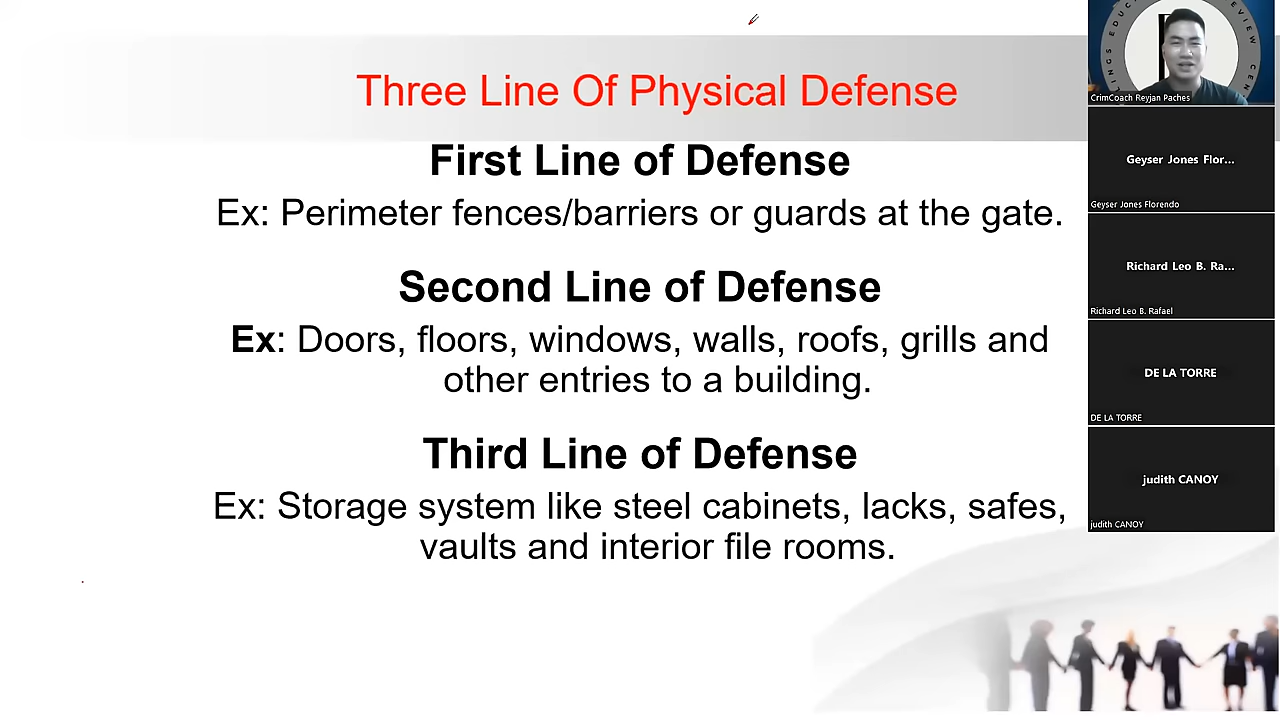 Three Line Of Physical Defense
First Line of Defense
Ex: Perimeter fences/barriers or guards at the gate.
Second Line of Defense
Ex: Doors, floors, windows, walls, roofs, grills and
other entries to a building.
Third Line of Defense
Ex: Storage system like steel cabinets, lacks, safes,
vaults and interior file rooms.
CrimCoach Reyjan Paches
Geyser Jones Flor...
Geyser Jones Florendo
Richard Leo B. Ra...
Richard Leo B. Rafael
DE LA TORRE
DE LA TORRE
judith CANOY
judith CANOY